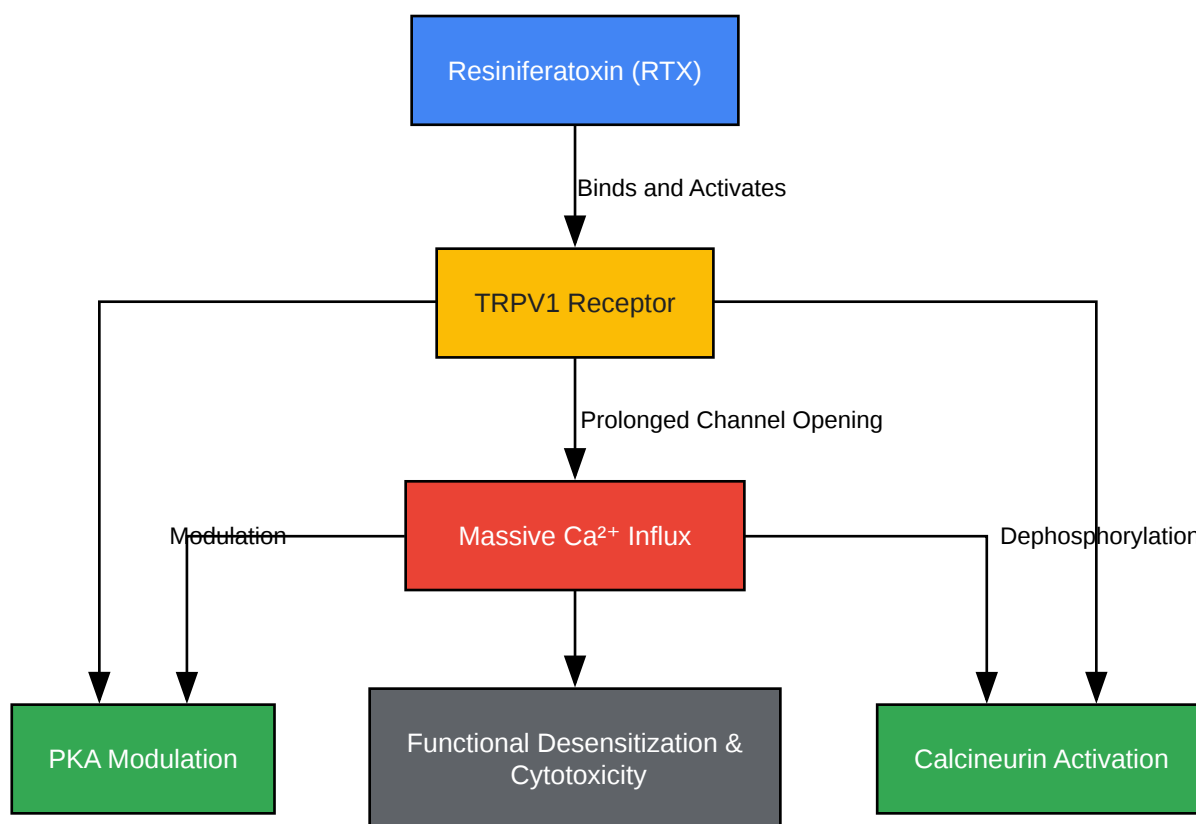 Resiniferatoxin (RTX)
Binds and Activates
TRPV1 Receptor
Prolonged Channel Opening
Modulation
Massive Ca²⁺ Influx
Dephosphorylation
PKA Modulation
Functional Desensitization &
Cytotoxicity
Calcineurin Activation